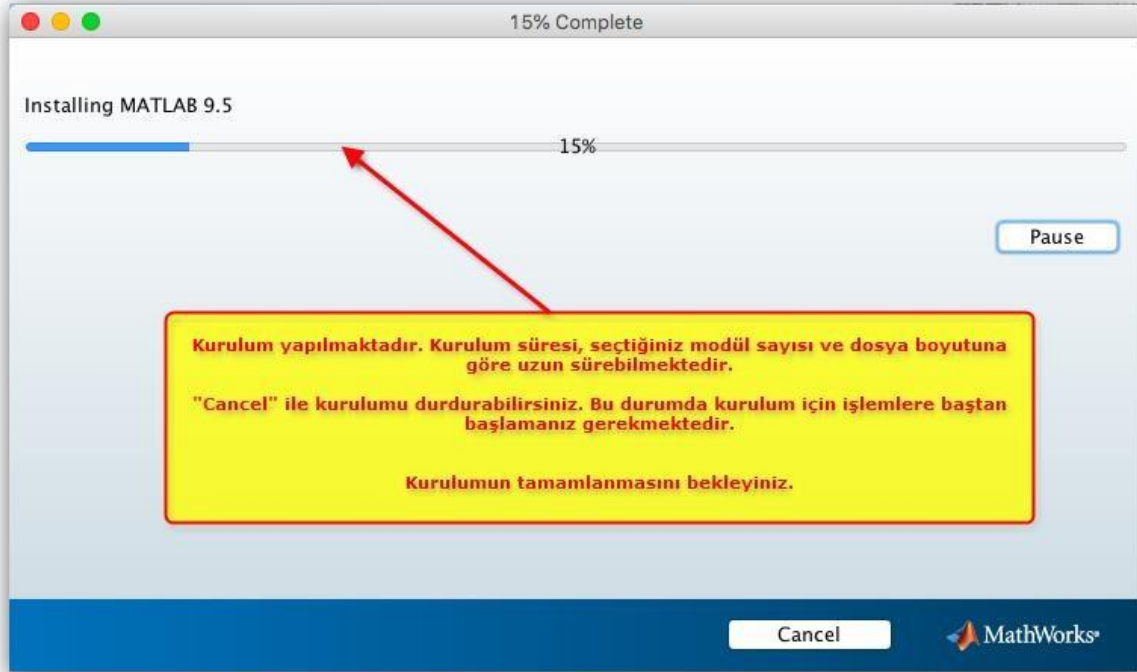 15% Complete
Installing MATLAB 9.5
15%
Pause
Kurulum yapılmaktadır. Kurulum süresi, seçtiğiniz modül sayısı ve dosya boyutuna
göre uzun sürebilmektedir.
"Cancel" ile kurulumu durdurabilirsiniz. Bu durumda kurulum için işlemlere baştan
başlamanız gerekmektedir.
Kurulumun tamamlanmasını bekleyiniz.
Cancel
MathWorks®